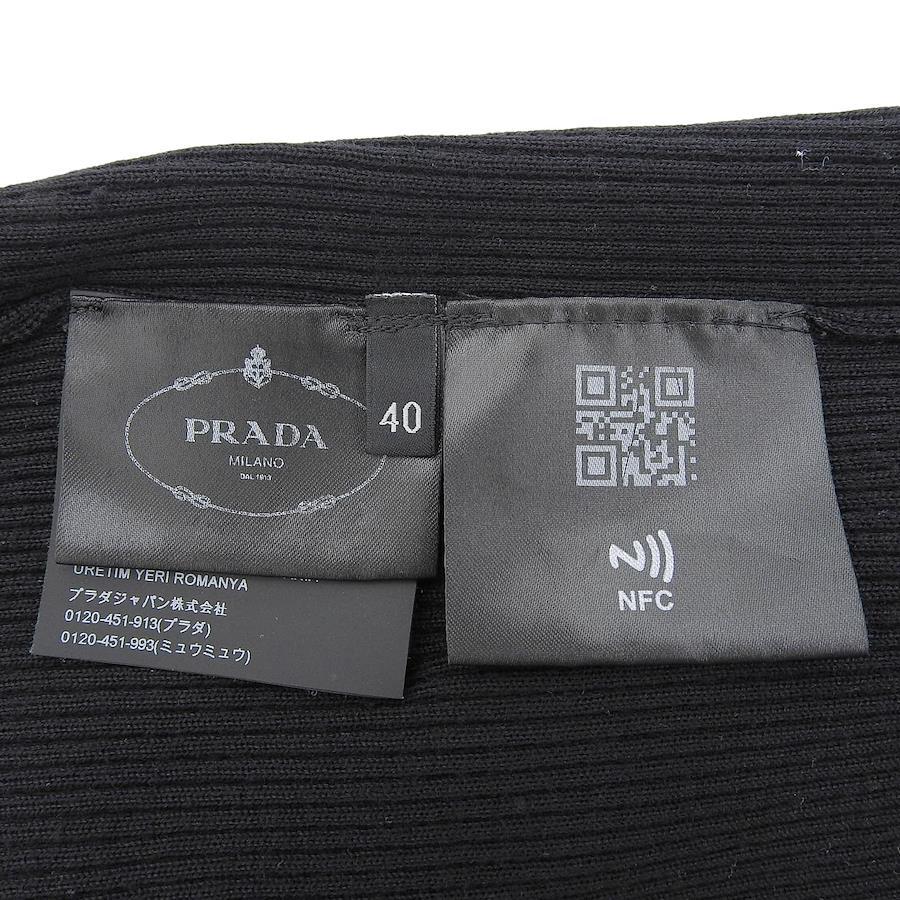 PRADA
MILANO
DAL 1913
40
NFC
URETIM YERI ROMANYA
プラダジャパン株式会社
0120-451-913(プラダ)
0120-451-993(ミュウミュウ)